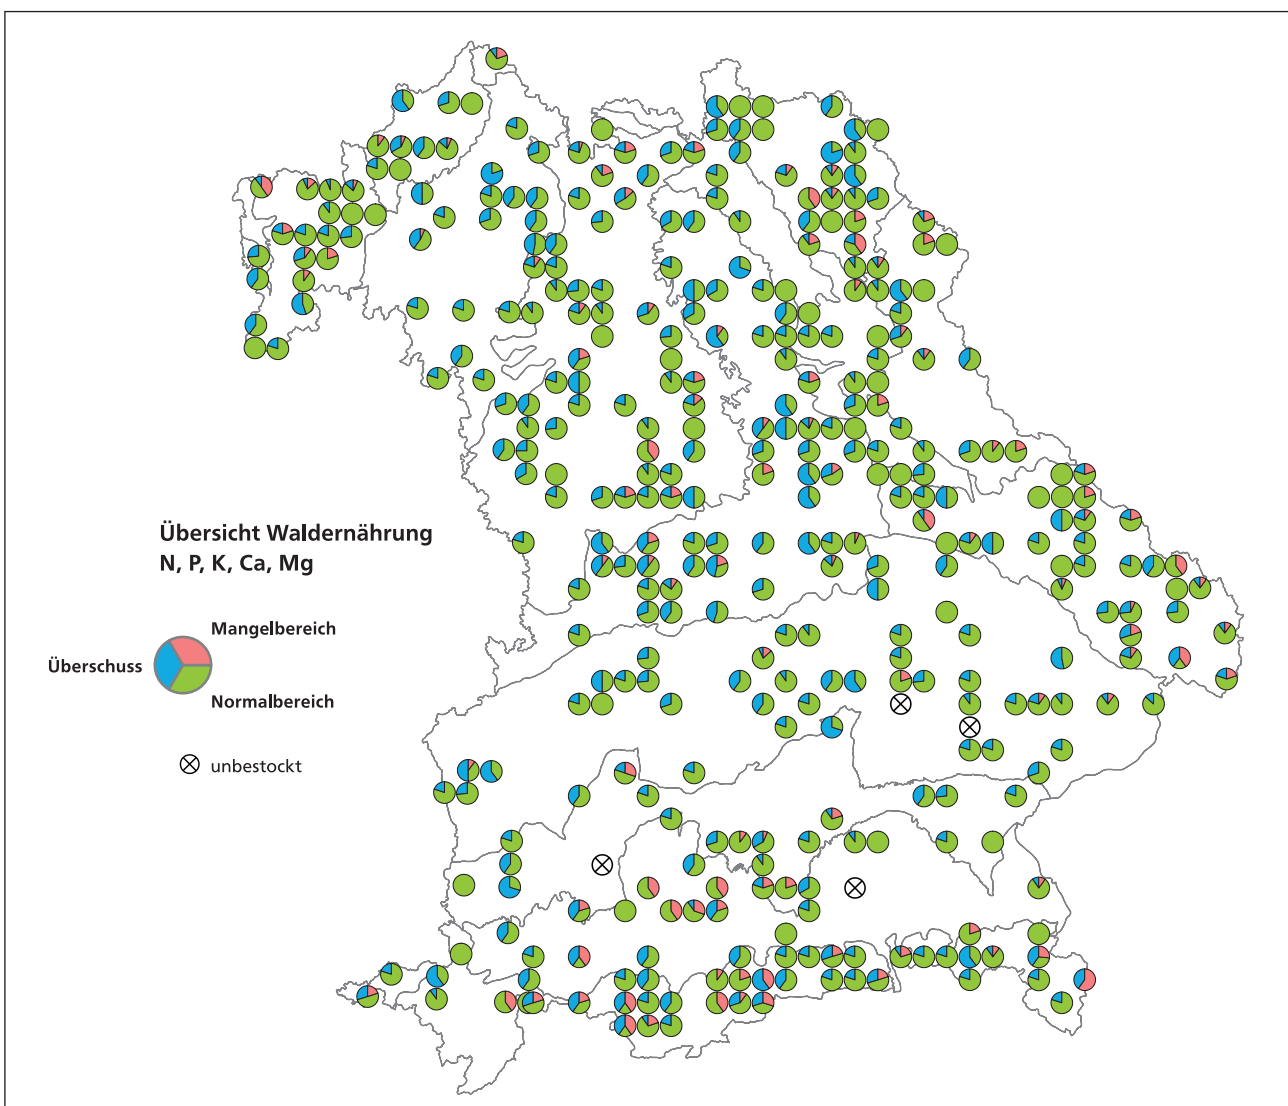 Übersicht Waldernährung
N, P, K, Ca, Mg
Mangelbereich
Überschuss
Normalbereich
unbestockt